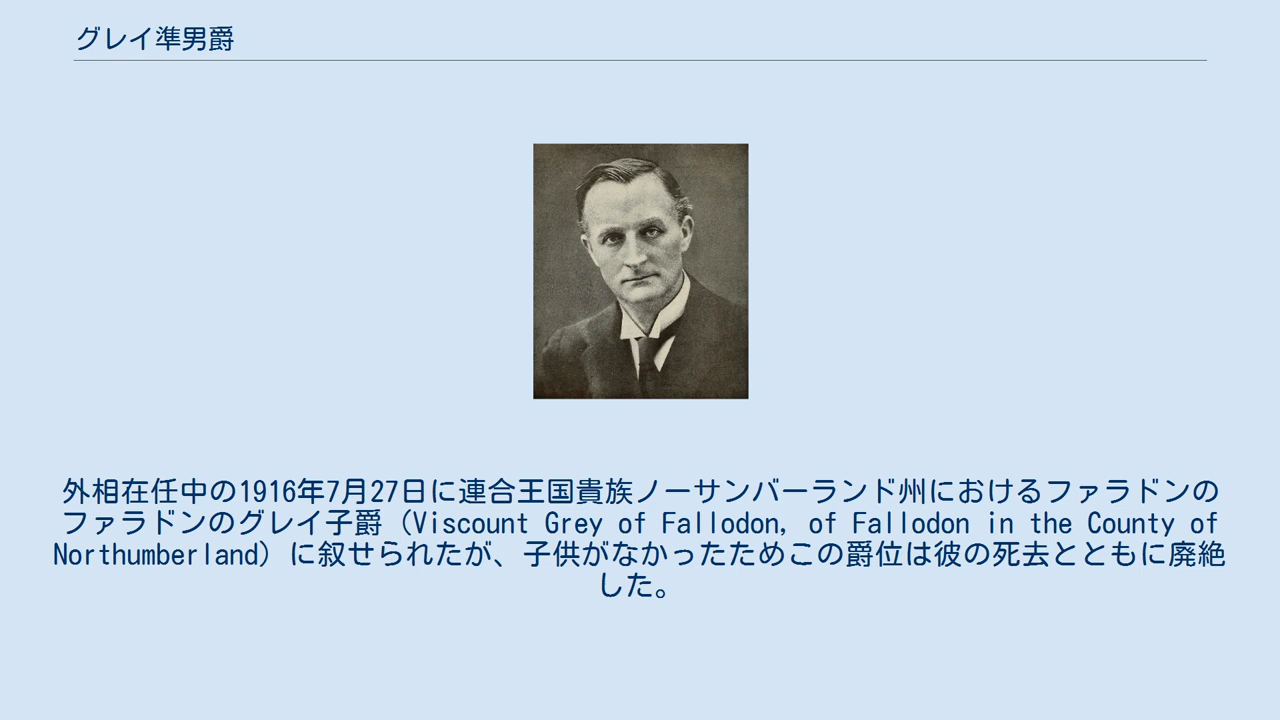 グレイ準男爵
外相在任中の1916年7月27日に連合王国貴族ノーサンバーランド州におけるファラドンの
ファラドンのグレイ子爵（Viscount Grey of Fallodon, of Fallodon in the County of
Northumberland）に叙せられたが、子供がなかったためこの爵位は彼の死去とともに廃絶
した。